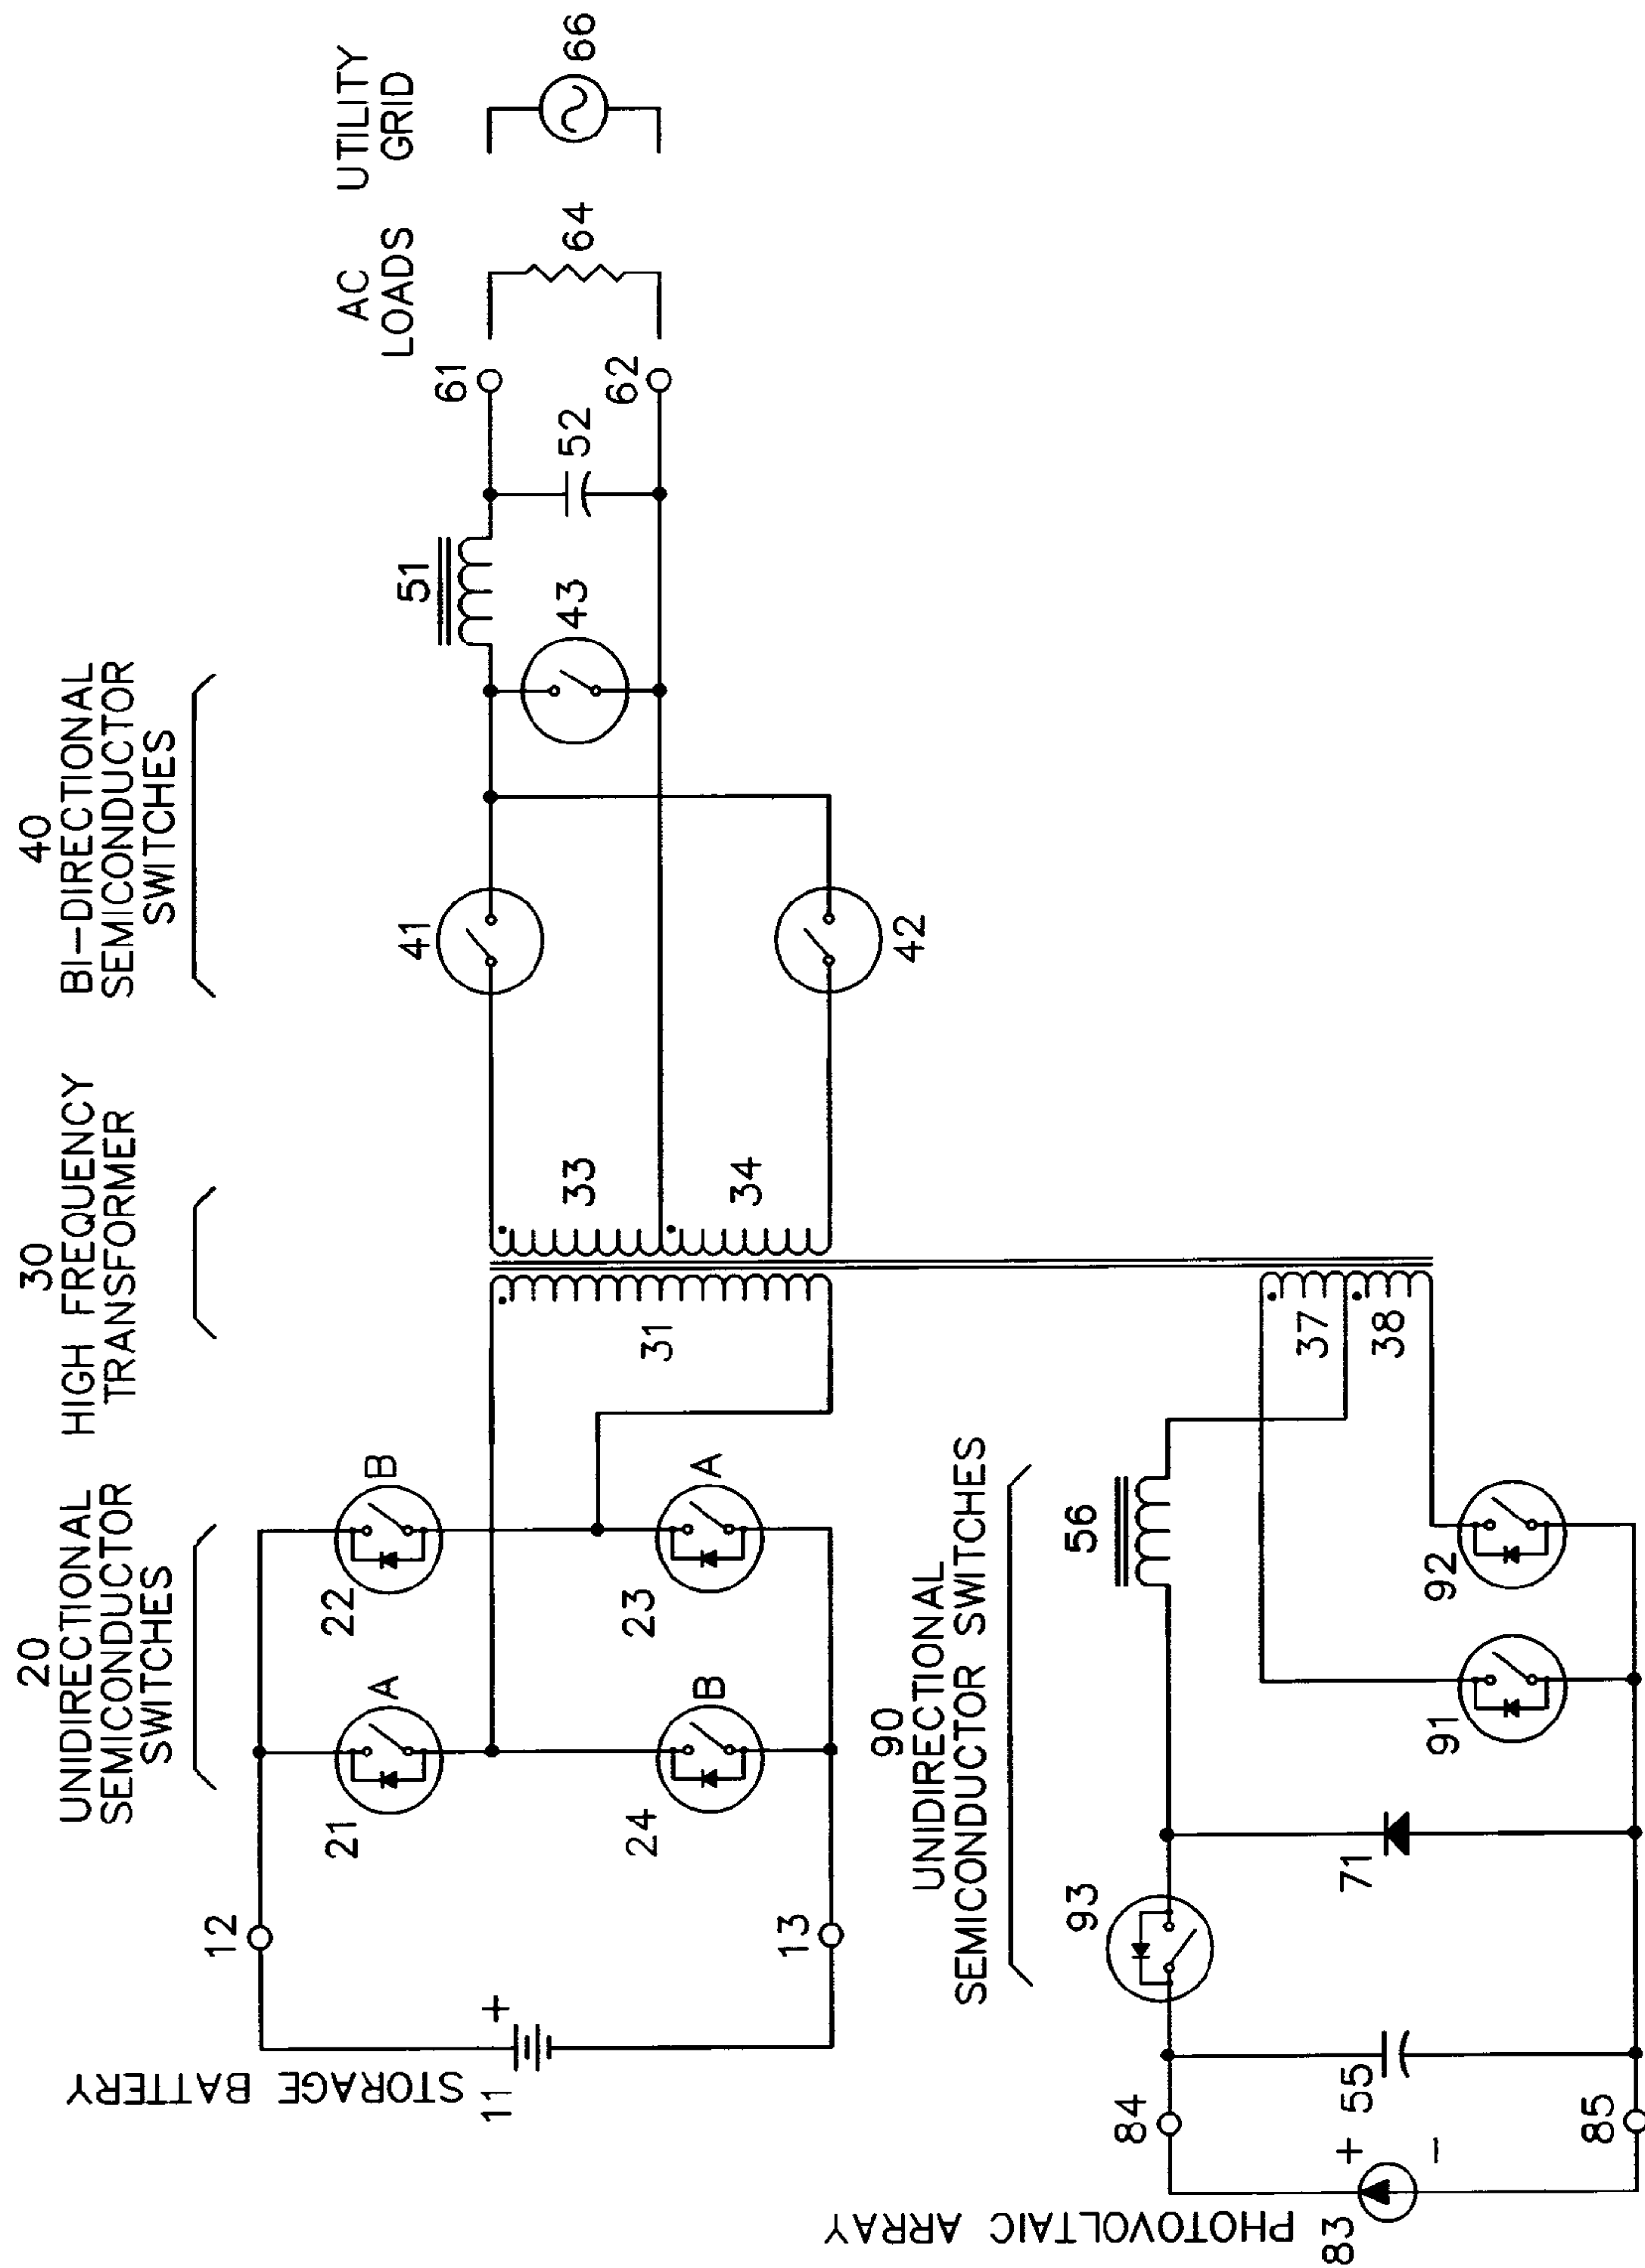 20
UNIDIRECTIONAL
SEMICONDUCTOR
SWITCHES
30
HIGH FREQUENCY
TRANSFORMER
40
BI-DIRECTIONAL
SEMICONDUCTOR
SWITCHES
AC
LOADS
UTILITY
GRID
STORAGE BATTERY
11
+
12
13
21
A
22
B
24
B
23
A
31
33
34
41
42
43
51
52
61
62
64
66
90
UNIDIRECTIONAL
SEMICONDUCTOR SWITCHES
PHOTOVOLTAIC ARRAY
83
+
-
84
85
55
93
71
56
91
92
37
38